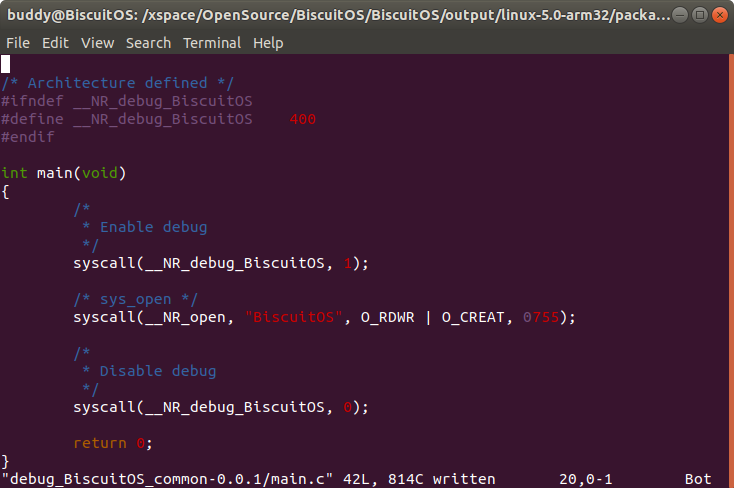 buddy@BiscuitOS: /xspace/OpenSource/BiscuitOS/BiscuitOS/output/linux-5.0-arm32/packa...
File Edit View Search Terminal Help
/* Architecture defined */
#ifndef __NR_debug_BiscuitOS
#define __NR_debug_BiscuitOS    400
#endif
int main(void)
{
        /*
         * Enable debug
         */
        syscall(__NR_debug_BiscuitOS, 1);
        /* sys_open */
        syscall(__NR_open, "BiscuitOS", O_RDWR | O_CREAT, 0755);
        /*
         * Disable debug
         */
        syscall(__NR_debug_BiscuitOS, 0);
        return 0;
}
"debug_BiscuitOS_common-0.0.1/main.c" 42L, 814C written       20,0-1        Bot